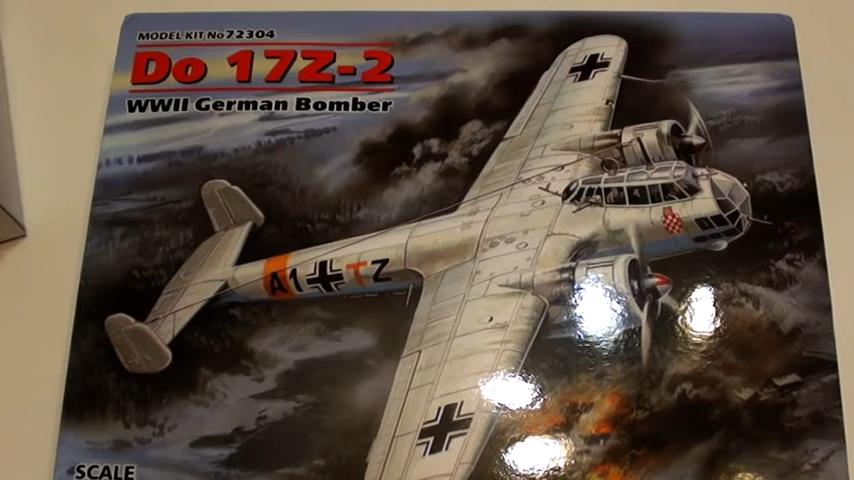 MODEL KIT No72304
Do 17Z-2
WWII German Bomber
A1 TZ
SCALE